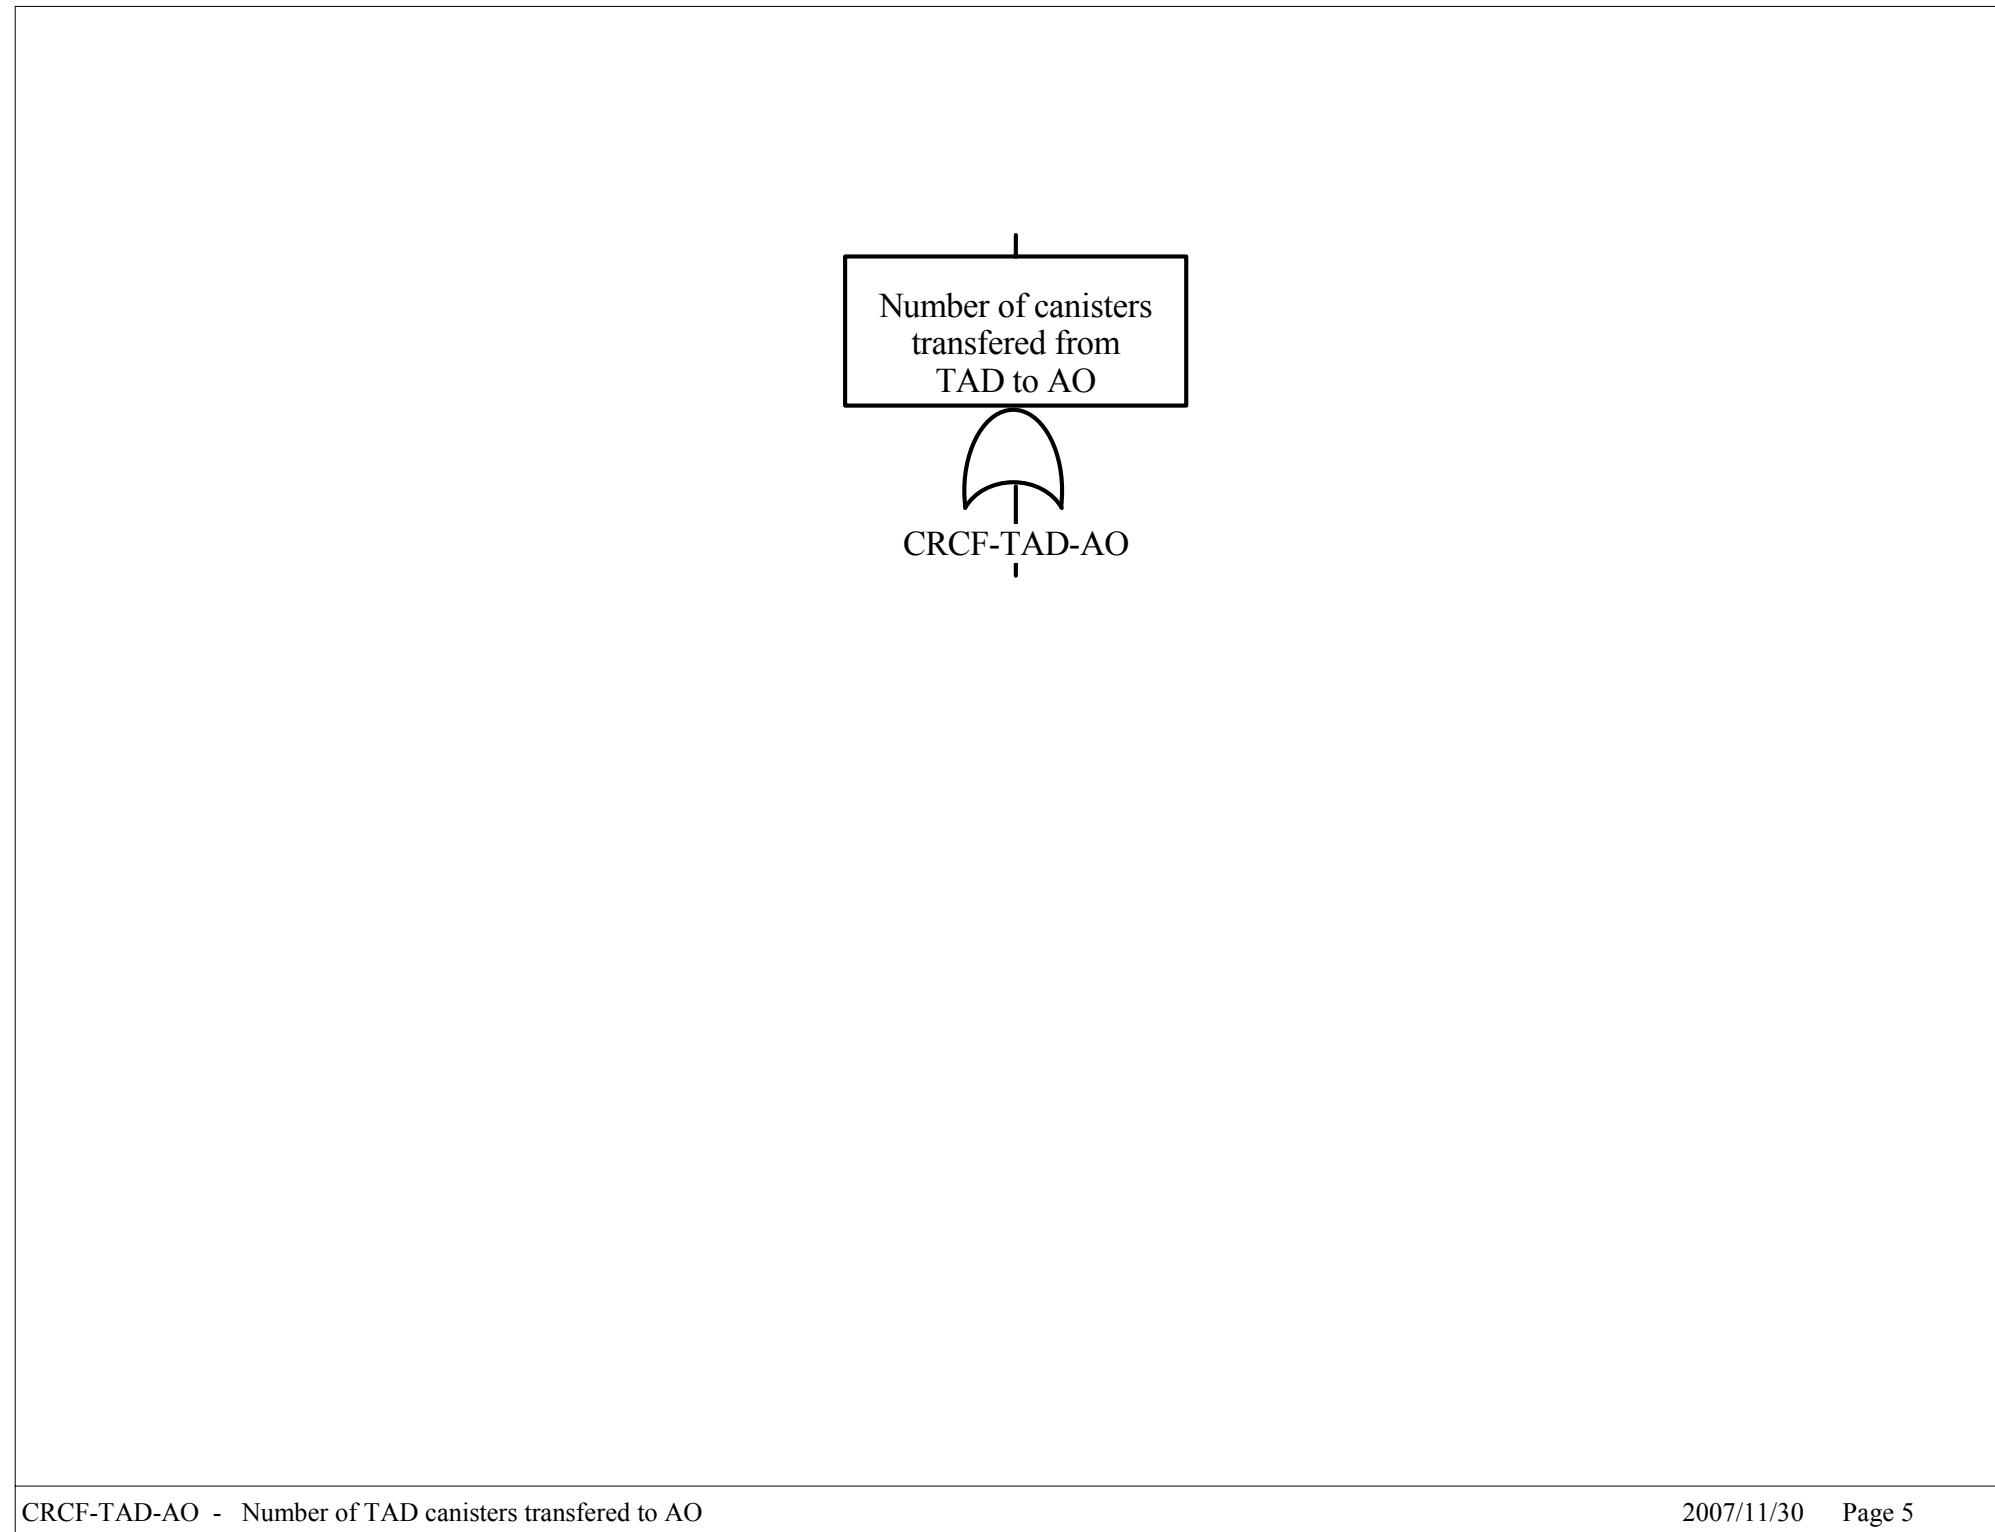 Number of canisters
transfered from
TAD to AO
CRCF-TAD-AO
CRCF-TAD-AO - Number of TAD canisters transfered to AO 2007/11/30 Page 5